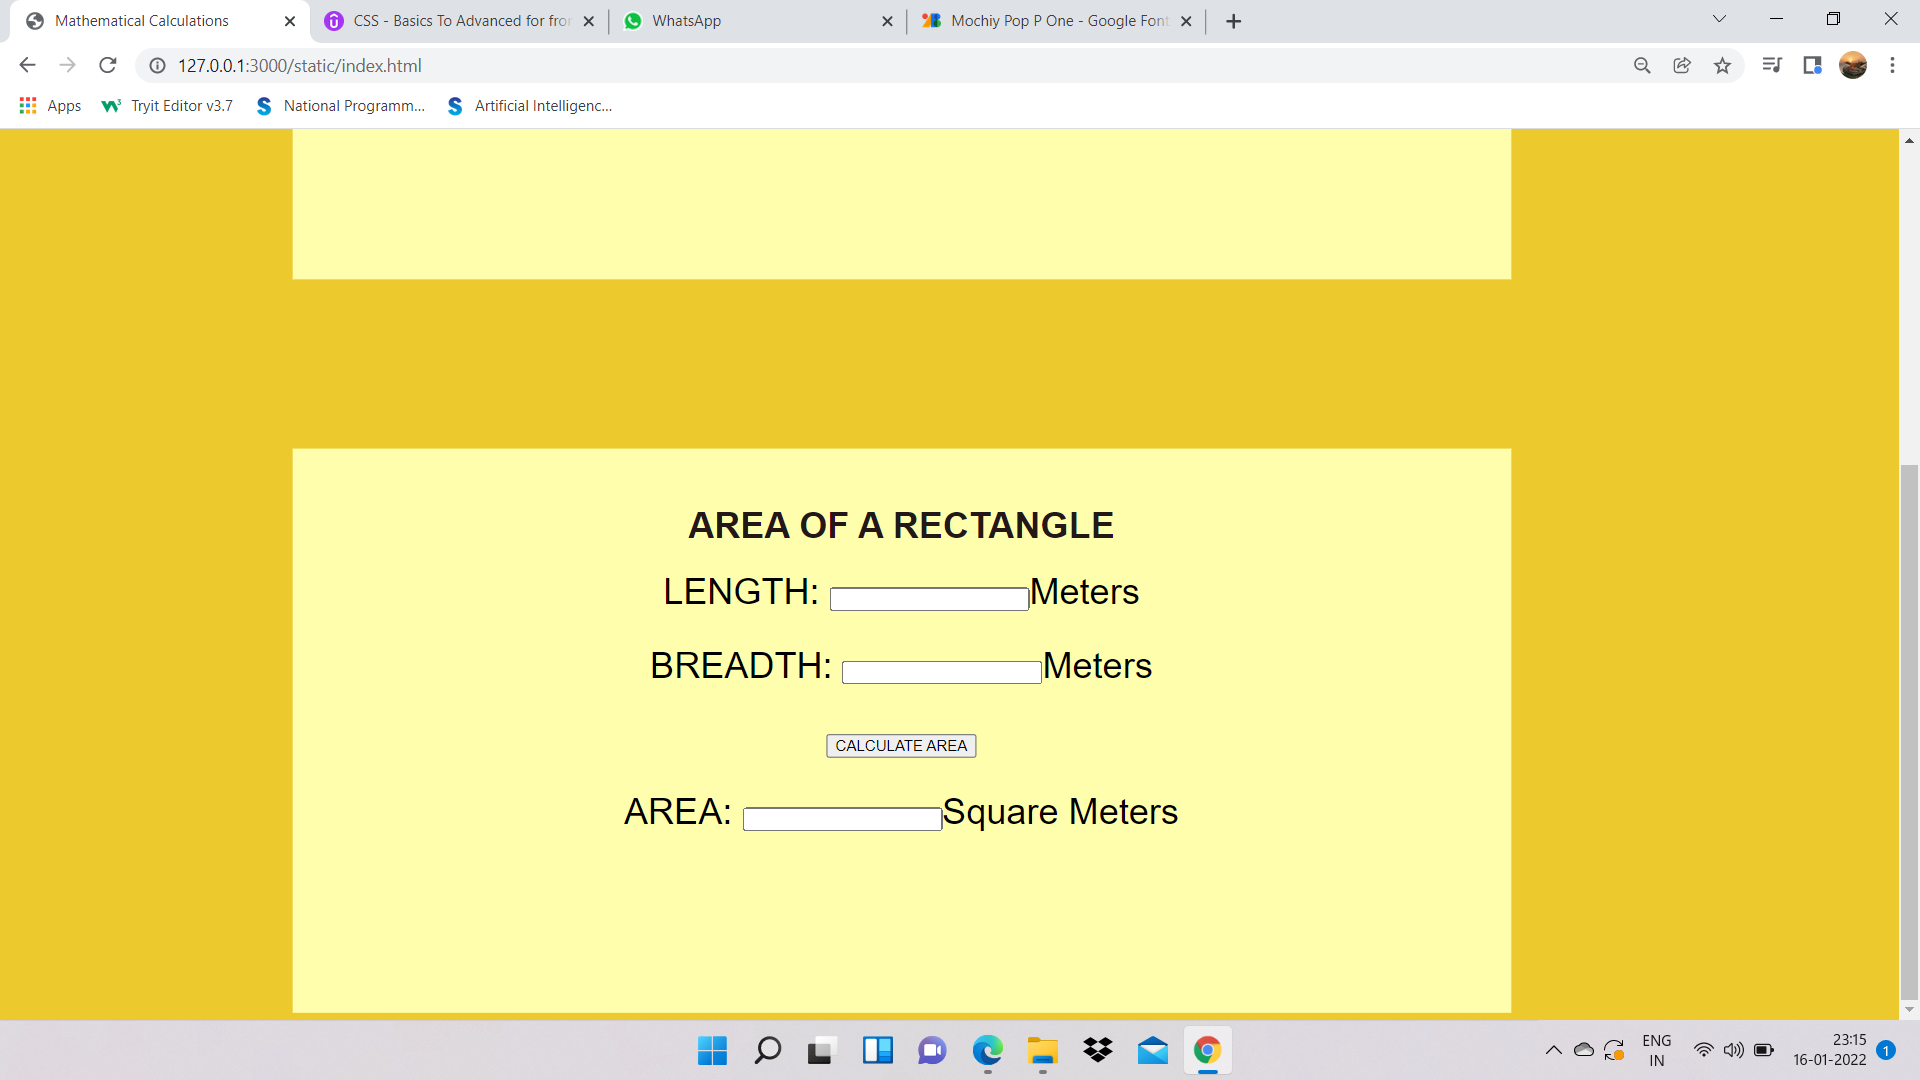 Mathematical Calculations
CSS - Basics To Advanced for fron
WhatsApp
Mochiy Pop P One - Google Font
127.0.0.1:3000/static/index.html
Apps
Tryit Editor v3.7
National Programm...
Artificial Intelligenc...
AREA OF A RECTANGLE
LENGTH: Meters
BREADTH: Meters
CALCULATE AREA
AREA: Square Meters
ENG
IN
23:15
16-01-2022
1